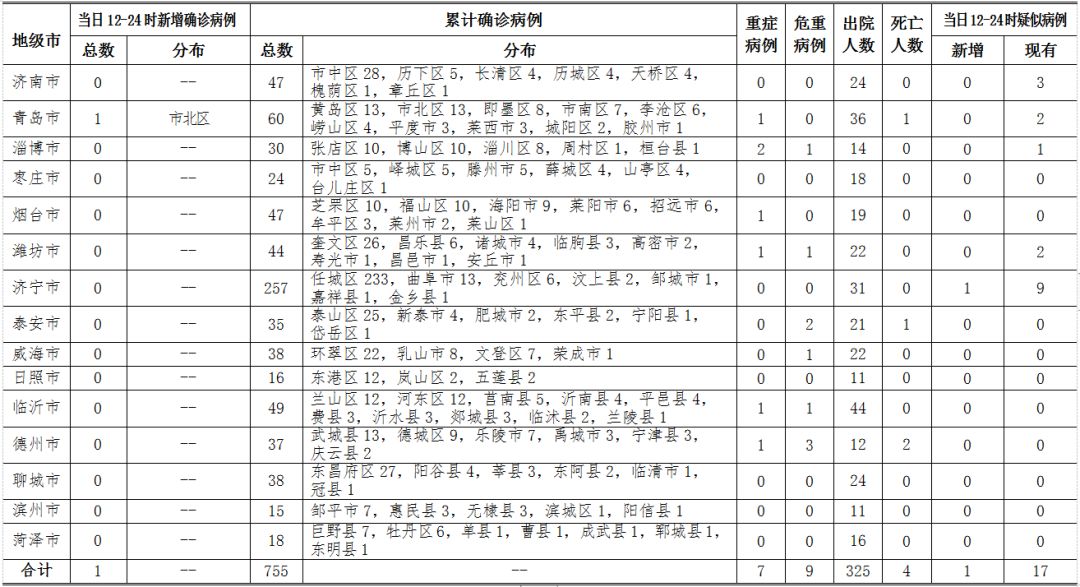 地级市 当日12-24时新增确诊病例 累计确诊病例 重症病例 危重病例 出院人数 死亡人数 当日12-24时疑似病例
总数 分布 总数 分布 新增 现有
济南市 0 -- 47 市中区 28，历下区 5，长清区 4，历城区 4，天桥区 4， 0 0 24 0 0 3
槐荫区 1，章丘区 1
青岛市 1 市北区 60 黄岛区 13，市北区 13，即墨区 8，市南区 7，李沧区 6， 1 0 36 1 0 2
崂山区 4，平度市 3，莱西市 3，城阳区 2，胶州市 1
淄博市 0 -- 30 张店区 10，博山区 10，淄川区 8，周村区 1，桓台县 1 2 1 14 0 0 1
枣庄市 0 -- 24 市中区 5，峄城区 5，滕州市 5，薛城区 4，山亭区 4， 0 0 18 0 0 0
台儿庄区 1
烟台市 0 -- 47 芝罘区 10，福山区 10，海阳市 9，莱阳市 6，招远市 6， 1 0 19 0 0 0
牟平区 3，莱州市 2，莱山区 1
潍坊市 0 -- 44 奎文区 26，昌乐县 6，诸城市 4，临朐县 3，高密市 2， 1 1 22 0 0 2
寿光市 1，昌邑市 1，安丘市 1
济宁市 0 -- 257 任城区 233，曲阜市 13，兖州区 6，汶上县 2，邹城市 1， 0 0 31 0 1 9
嘉祥县 1，金乡县 1
泰安市 0 -- 35 泰山区 25，新泰市 4，肥城市 2，东平县 2，宁阳县 1， 0 2 21 1 0 0
岱岳区 1
威海市 0 -- 38 环翠区 22，乳山市 8，文登区 7，荣成市 1 0 1 22 0 0 0
日照市 0 -- 16 东港区 12，岚山区 2，五莲县 2 0 0 11 0 0 0
临沂市 0 -- 49 兰山区 12，河东区 12，莒南县 5，沂南县 4，平邑县 4， 1 1 44 0 0 0
费县 3，沂水县 3，郯城县 3，临沭县 2，兰陵县 1
德州市 0 -- 37 武城县 13，德城区 9，乐陵市 7，禹城市 3，宁津县 3， 1 3 12 2 0 0
庆云县 2
聊城市 0 -- 38 东昌府区 27，阳谷县 4，莘县 3，东阿县 2，临清市 1， 0 0 24 0 0 0
冠县 1
滨州市 0 -- 15 邹平市 7，惠民县 3，无棣县 3，滨城区 1，阳信县 1 0 0 11 0 0 0
菏泽市 0 -- 18 巨野县 7，牡丹区 6，单县 1，曹县 1，成武县 1，郓城县 1， 0 0 16 0 0 0
东明县 1
合计 1 755 -- 7 9 325 4 1 17